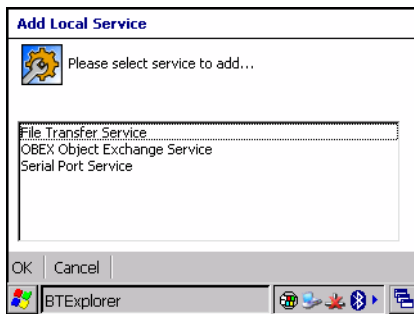 Add Local Service
Please select service to add...
File Transfer Service
OBEX Object Exchange Service
Serial Port Service
OK Cancel
BTExplorer